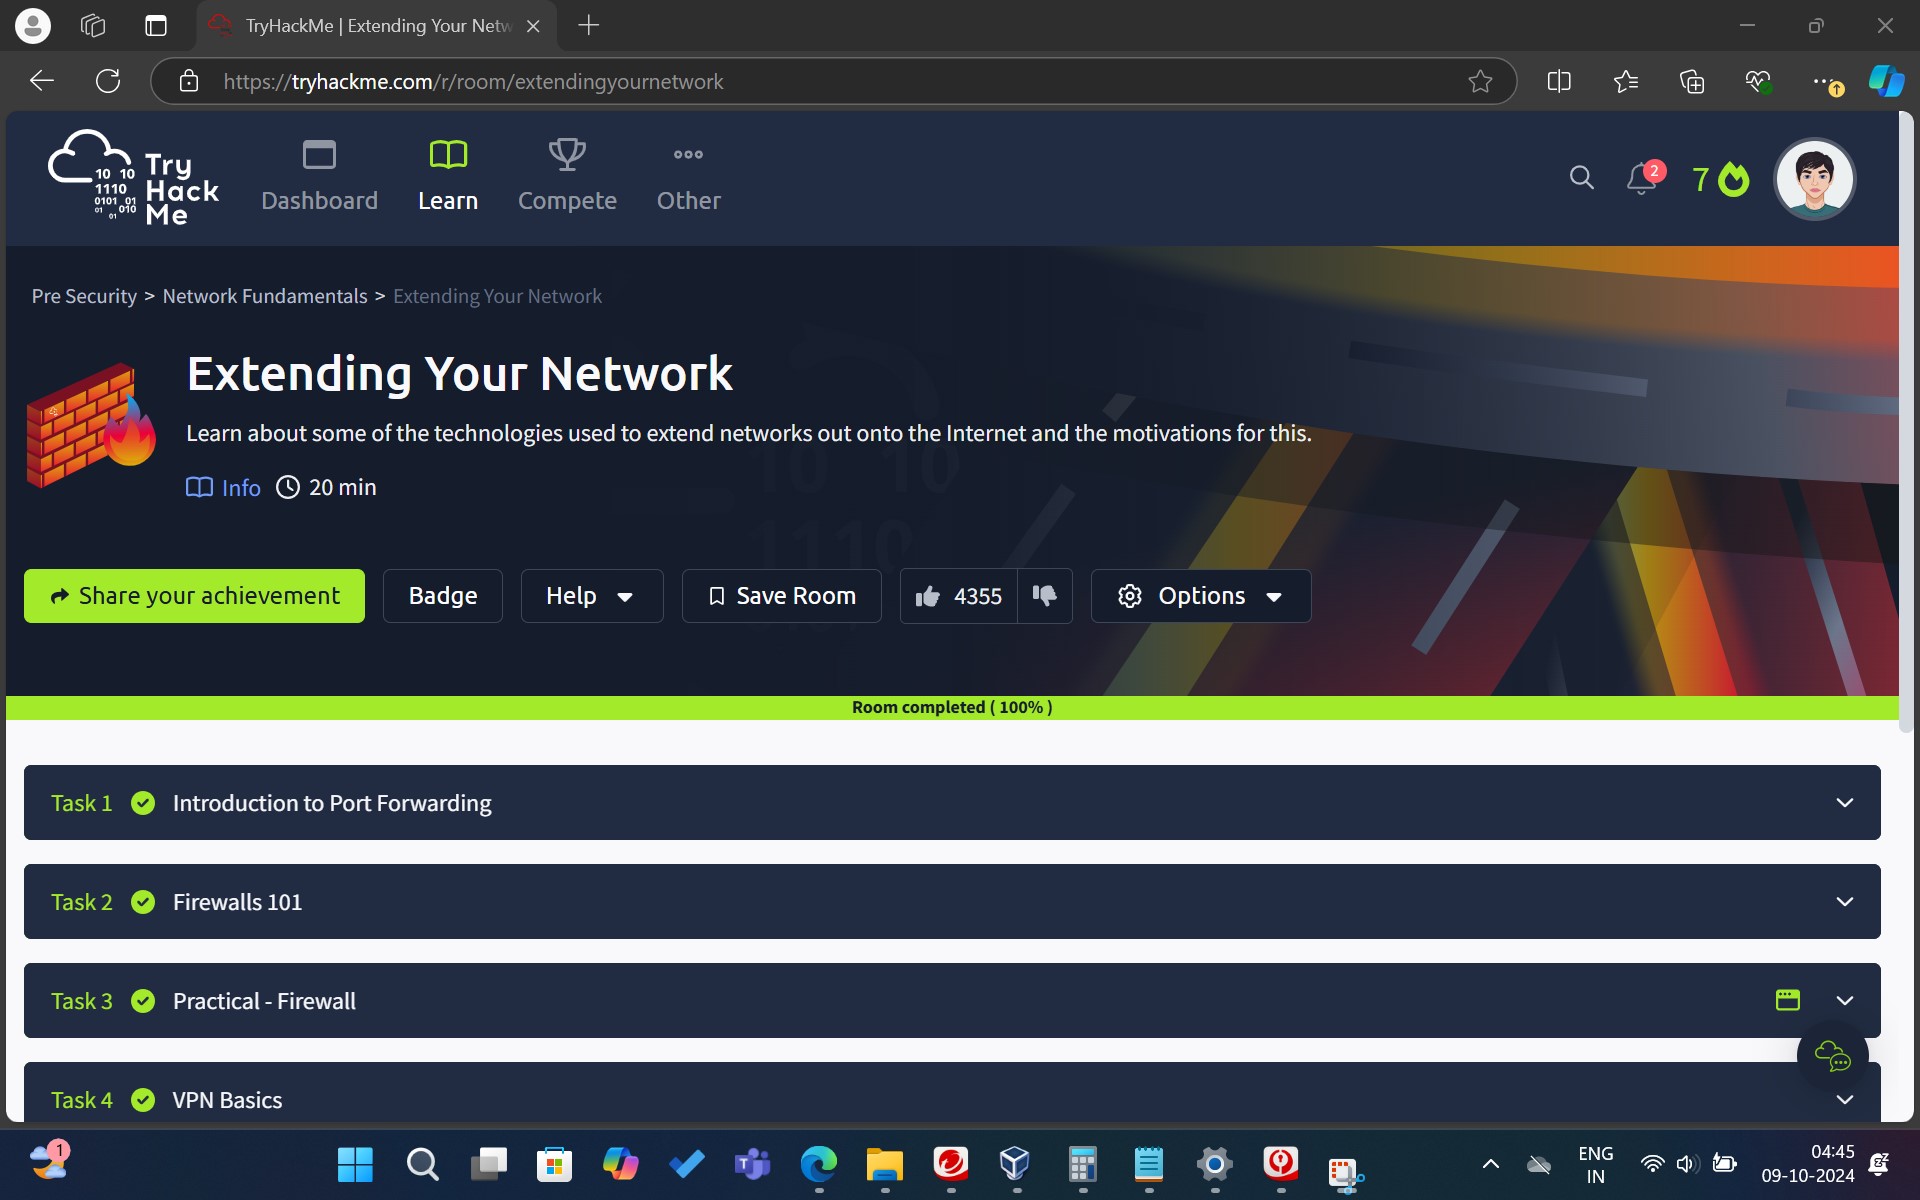 TryHackMe | Extending Your Netw
https://tryhackme.com/r/room/extendingyournetwork
10 10
1110
0101 01
01 01 010
Try
Hack
Me
Dashboard
Learn
Compete
Other
2
7
Pre Security > Network Fundamentals > Extending Your Network
Extending Your Network
Learn about some of the technologies used to extend networks out onto the Internet and the motivations for this.
Info
20 min
10 10
1110
Share your achievement
Badge
Help
Save Room
4355
Options
Room completed ( 100% )
Task 1
Introduction to Port Forwarding
Task 2
Firewalls 101
Task 3
Practical - Firewall
Task 4
VPN Basics
1
ENG
IN
04:45
09-10-2024